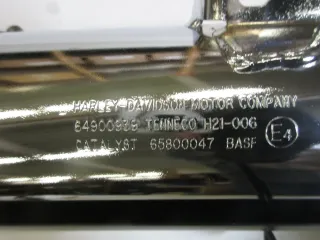 HARLEY-DAVIDSON MOTOR COMPANY
64900939 TENNECO H21-006
CATALYST 65800047 BASF E4